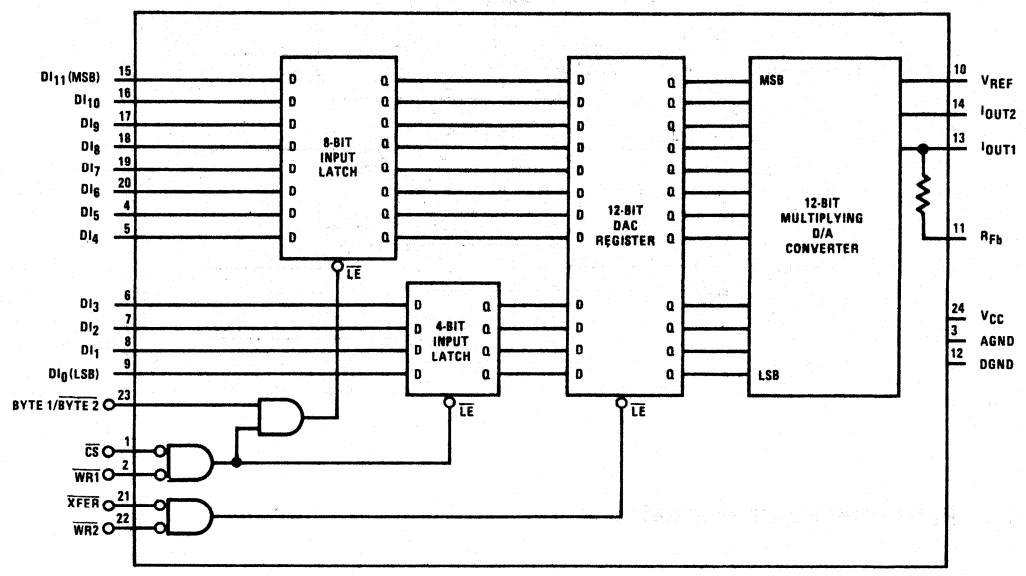 DI11(MSB) 15
DI10 16
DI9 17
DI8 18
DI7 19
DI6 20
DI5 4
DI4 5
D Q
D Q
D Q
D Q
D Q
D Q
D Q
D Q
8-BIT
INPUT
LATCH
LE
DI3 6
DI2 7
DI1 8
DI0(LSB) 9
D Q
D Q
D Q
D Q
4-BIT
INPUT
LATCH
LE
BYTE 1/BYTE 2 23
CS 1
WR1 2
XFER 21
WR2 22
D Q
D Q
D Q
D Q
D Q
D Q
D Q
D Q
D Q
D Q
D Q
D Q
12-BIT
DAC
REGISTER
LE
MSB
12-BIT
MULTIPLYING
D/A
CONVERTER
LSB
10 VREF
14 IOUT2
13 IOUT1
11 RFb
24 VCC
3 AGND
12 DGND